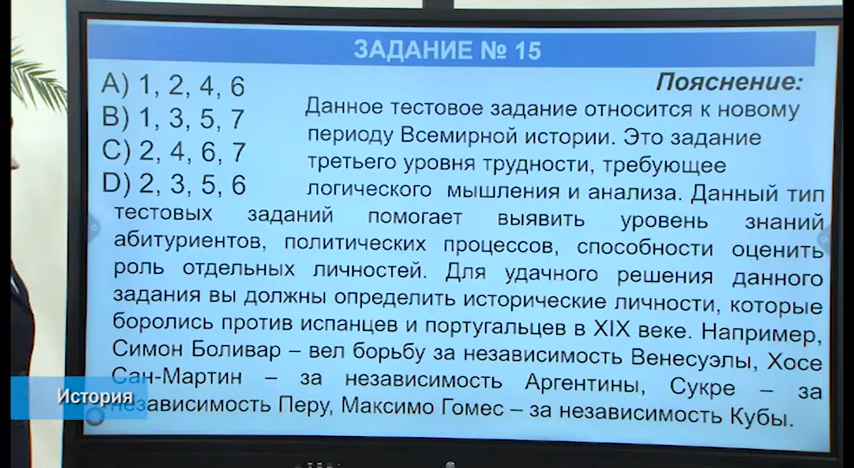 ЗАДАНИЕ № 15
A) 1, 2, 4, 6
B) 1, 3, 5, 7
C) 2, 4, 6, 7
D) 2, 3, 5, 6
Пояснение:
Данное тестовое задание относится к новому
периоду Всемирной истории. Это задание
третьего уровня трудности, требующее
логического мышления и анализа. Данный тип
тестовых заданий помогает выявить уровень знаний
абитуриентов, политических процессов, способности оценить
роль отдельных личностей. Для удачного решения данного
задания вы должны определить исторические личности, которые
боролись против испанцев и португальцев в XIX веке. Например,
Симон Боливар – вел борьбу за независимость Венесуэлы, Хосе
Сан-Мартин – за независимость Аргентины, Сукре – за
независимость Перу, Максимо Гомес – за независимость Кубы.
История